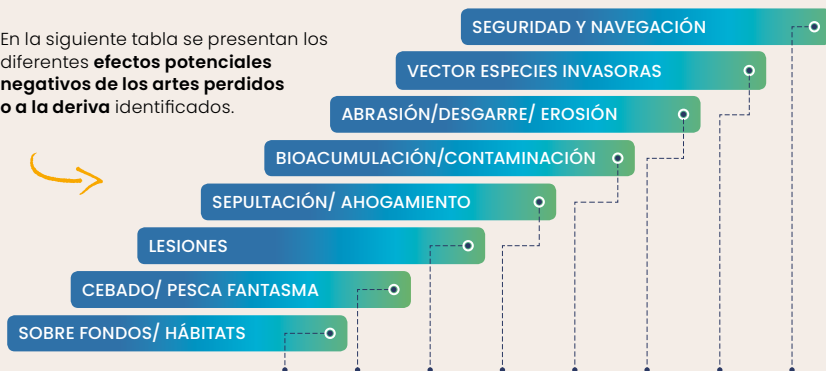 En la siguiente tabla se presentan los
diferentes efectos potenciales
negativos de los artes perdidos
o a la deriva identificados.
SEGURIDAD Y NAVEGACIÓN
VECTOR ESPECIES INVASORAS
ABRASIÓN/DESGARRE/ EROSIÓN
BIOACUMULACIÓN/CONTAMINACIÓN
SEPULTACIÓN/ AHOGAMIENTO
LESIONES
CEBADO/ PESCA FANTASMA
SOBRE FONDOS/ HÁBITATS